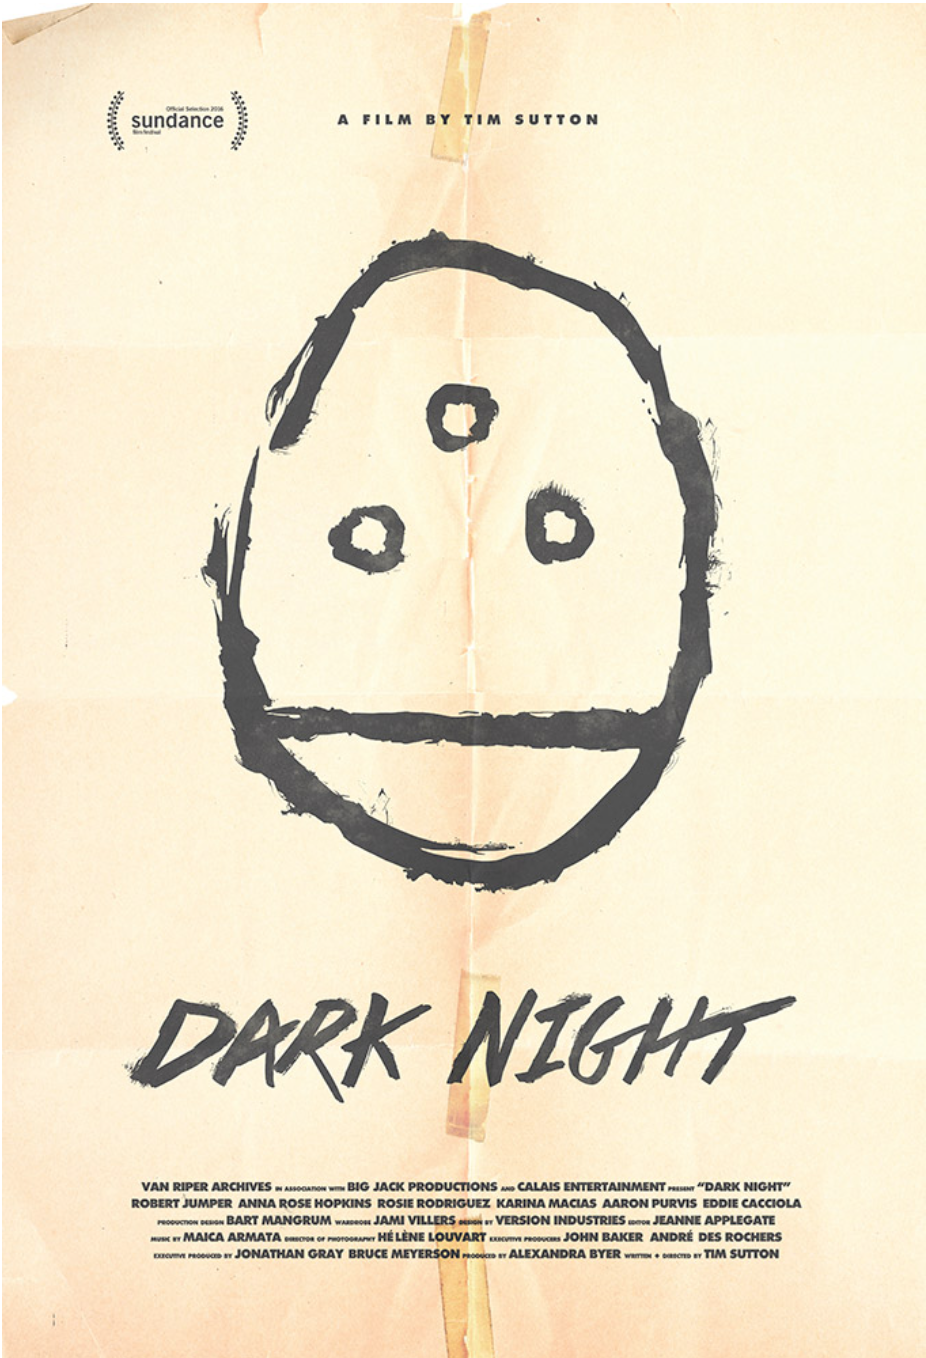 Official Selection 2016
sundance
film festival
A FILM BY TIM SUTTON
DARK NIGHT
VAN RIPER ARCHIVES IN ASSOCIATION WITH BIG JACK PRODUCTIONS AND CALAIS ENTERTAINMENT PRESENT “DARK NIGHT”
ROBERT JUMPER ANNA ROSE HOPKINS ROSIE RODRIGUEZ KARINA MACIAS AARON PURVIS EDDIE CACCIOLA
PRODUCTION DESIGN BART MANGRUM WARDROBE JAMI VILLERS DESIGN BY VERSION INDUSTRIES EDITOR JEANNE APPLEGATE
MUSIC BY MAICA ARMATA DIRECTOR OF PHOTOGRAPHY HÉLÈNE LOUVART EXECUTIVE PRODUCERS JOHN BAKER ANDRÉ DES ROCHERS
EXECUTIVE PRODUCED BY JONATHAN GRAY BRUCE MEYERSON PRODUCED BY ALEXANDRA BYER WRITTEN + DIRECTED BY TIM SUTTON